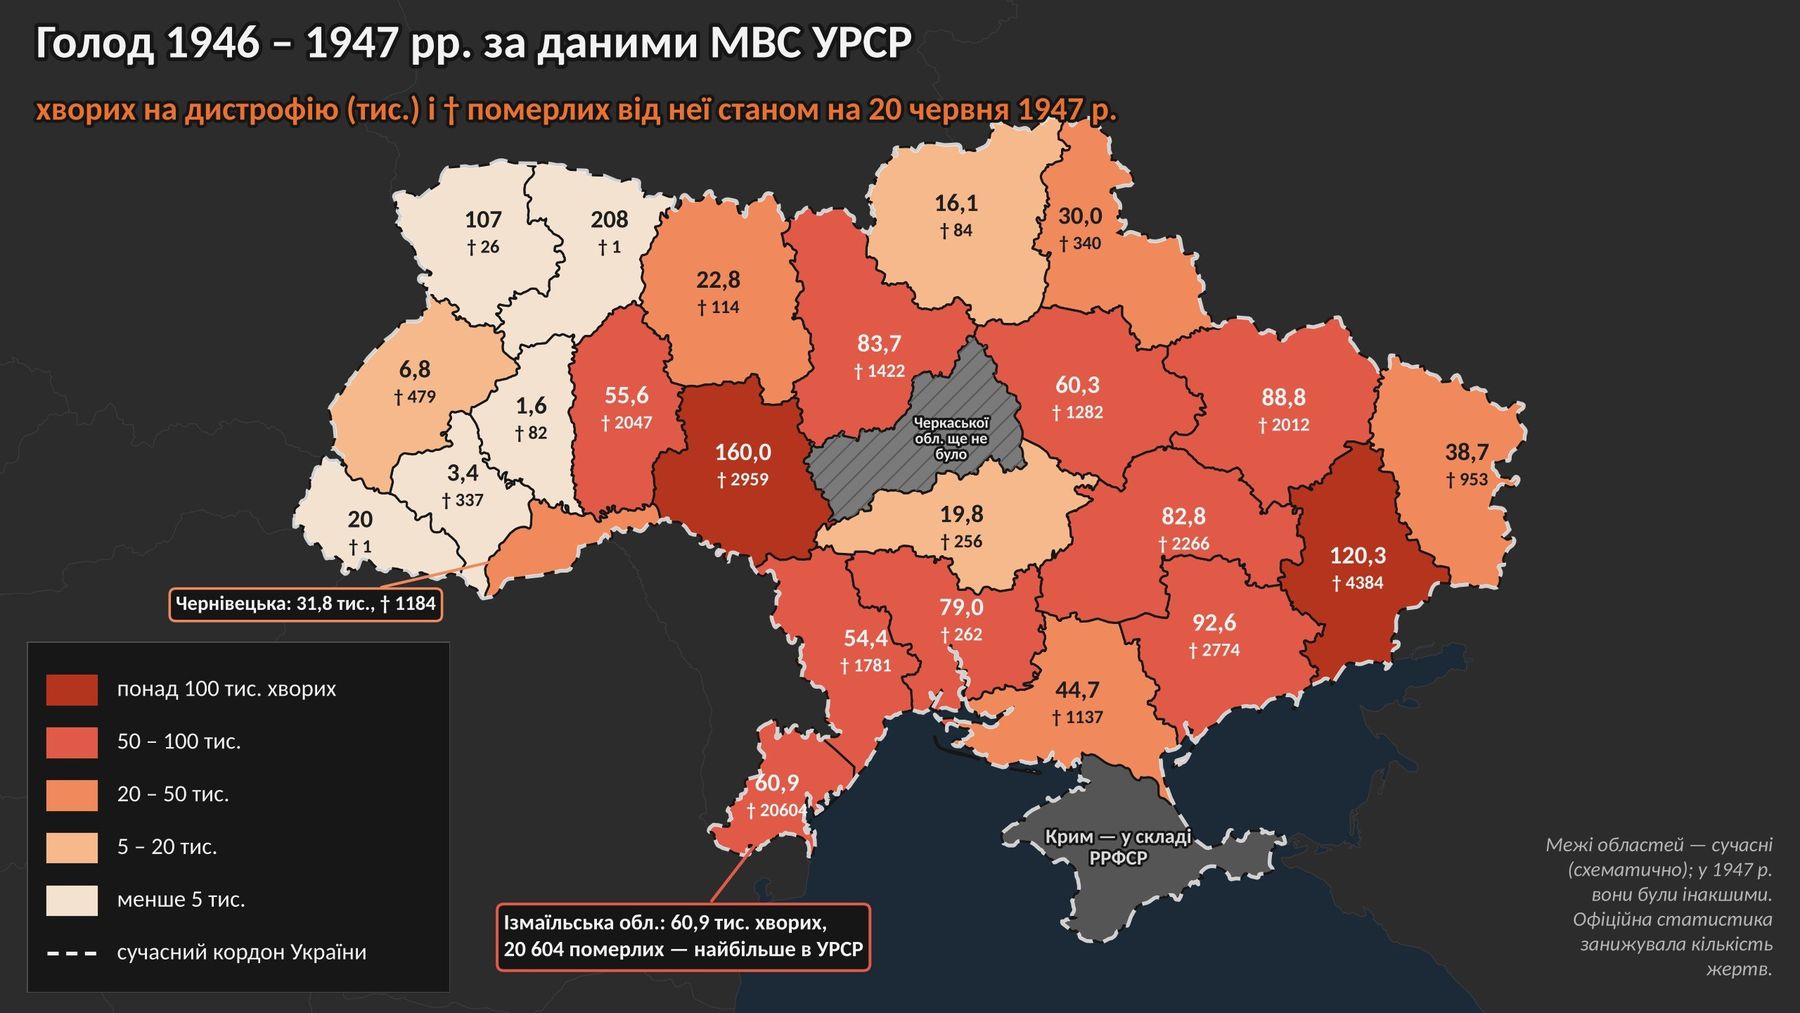 Голод 1946 – 1947 рр. за даними МВС УРСР
хворих на дистрофію (тис.) і † померлих від неї станом на 20 червня 1947 р.
107
† 26
208
† 1
22,8
† 114
16,1
† 84
30,0
† 340
6,8
† 479
1,6
† 82
55,6
† 2047
83,7
† 1422
60,3
† 1282
88,8
† 2012
38,7
† 953
Черкаської
обл. ще не
було
3,4
† 337
160,0
† 2959
20
† 1
19,8
† 256
82,8
† 2266
120,3
† 4384
Чернівецька: 31,8 тис., † 1184
54,4
† 1781
79,0
† 262
92,6
† 2774
44,7
† 1137
60,9
† 20604
Крим — у складі
РРФСР
Ізмаїльська обл.: 60,9 тис. хворих,
20 604 померлих — найбільше в УРСР
понад 100 тис. хворих
50 – 100 тис.
20 – 50 тис.
5 – 20 тис.
менше 5 тис.
сучасний кордон України
Межі областей — сучасні
(схематично); у 1947 р.
вони були інакшими.
Офіційна статистика
занижувала кількість
жертв.